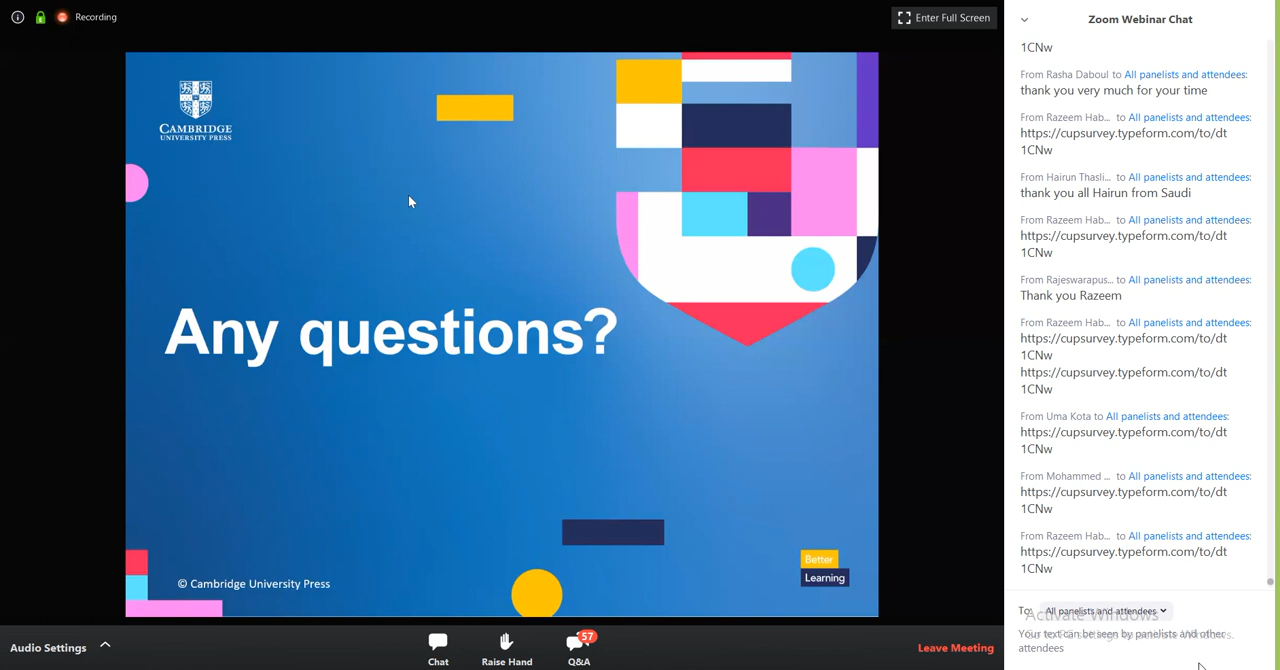 Recording
Enter Full Screen
CAMBRIDGE
UNIVERSITY PRESS
Any questions?
© Cambridge University Press
Better
Learning
Audio Settings
Chat
Raise Hand
57
Q&A
Leave Meeting
Zoom Webinar Chat
1CNw
From Rasha Daboul to All panelists and attendees:
thank you very much for your time
From Razeem Hab... to All panelists and attendees:
https://cupsurvey.typeform.com/to/dt
1CNw
From Hairun Thasli... to All panelists and attendees:
thank you all Hairun from Saudi
From Razeem Hab... to All panelists and attendees:
https://cupsurvey.typeform.com/to/dt
1CNw
From Rajeswarapus... to All panelists and attendees:
Thank you Razeem
From Razeem Hab... to All panelists and attendees:
https://cupsurvey.typeform.com/to/dt
1CNw
https://cupsurvey.typeform.com/to/dt
1CNw
From Uma Kota to All panelists and attendees:
https://cupsurvey.typeform.com/to/dt
1CNw
From Mohammed ... to All panelists and attendees:
https://cupsurvey.typeform.com/to/dt
1CNw
From Razeem Hab... to All panelists and attendees:
https://cupsurvey.typeform.com/to/dt
1CNw
To: All panelists and attendees
Activate Windows
Your text can be seen by panelists and other
attendees